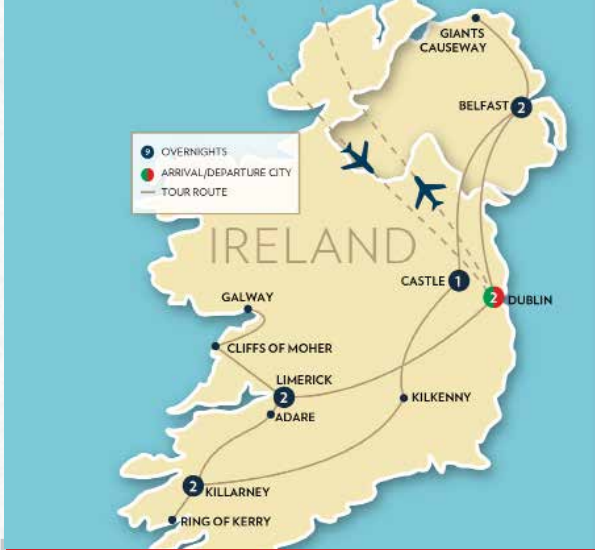 GIANTS
CAUSEWAY
BELFAST 2
9 OVERNIGHTS
ARRIVAL/DEPARTURE CITY
TOUR ROUTE
IRELAND
CASTLE 1
2 DUBLIN
GALWAY
CLIFFS OF MOHER
LIMERICK
2
KILKENNY
ADARE
2 KILLARNEY
RING OF KERRY